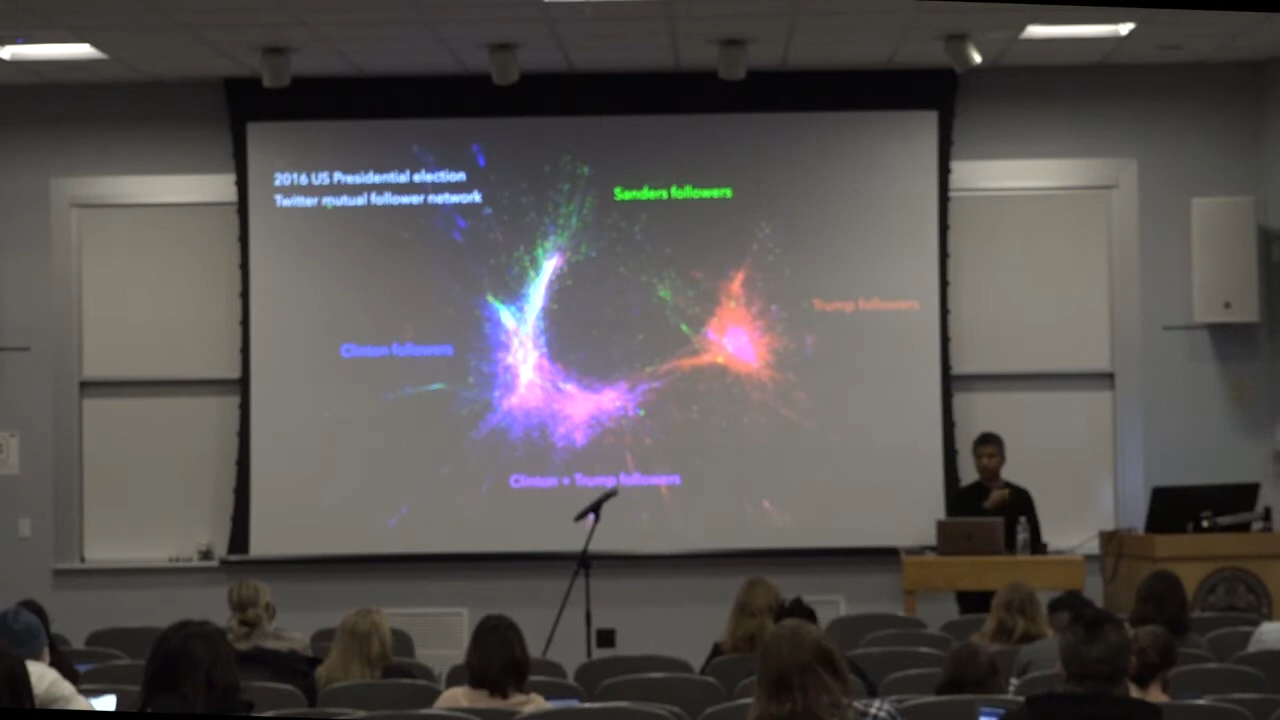 2016 US Presidential election
Twitter mutual follower network
Sanders followers
Trump followers
Clinton followers
Clinton + Trump followers